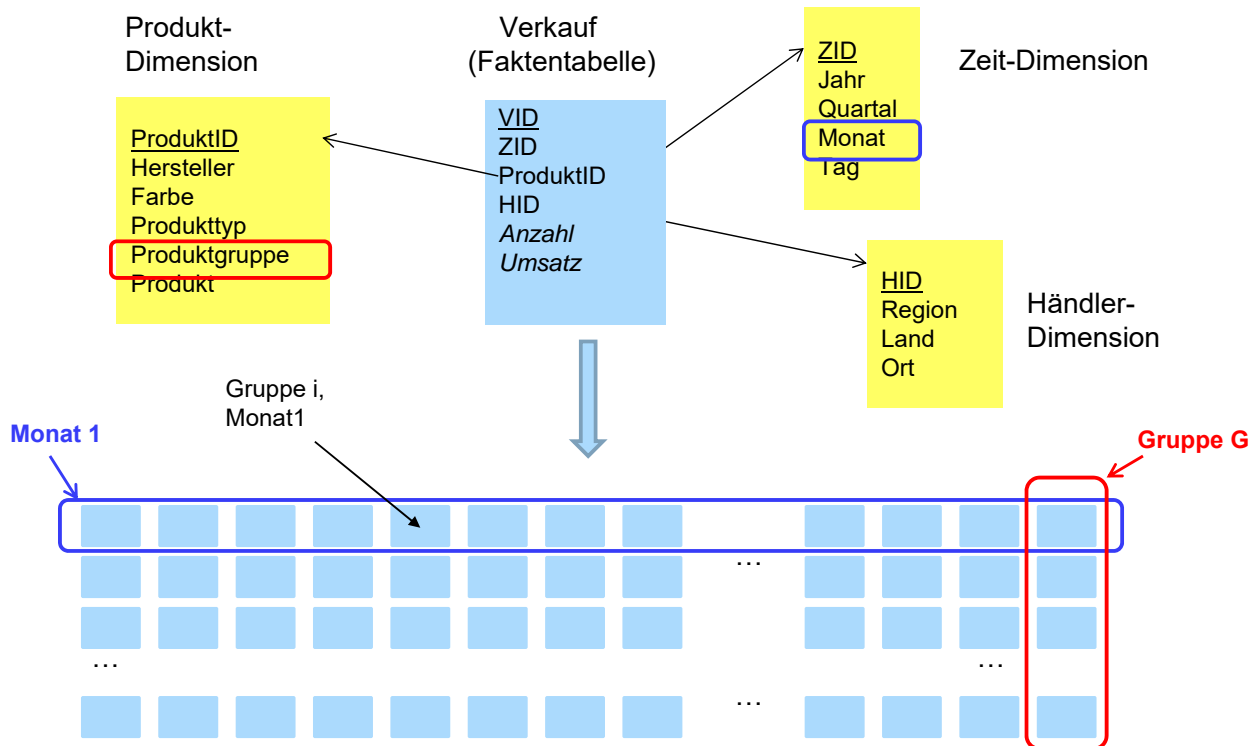 Produkt-
Dimension
ProduktID
Hersteller
Farbe
Produkttyp
Produktgruppe
Produkt
Verkauf
(Faktentabelle)
VID
ZID
ProduktID
HID
Anzahl
Umsatz
ZID
Jahr
Quartal
Monat
Tag
Zeit-Dimension
HID
Region
Land
Ort
Händler-
Dimension
Gruppe i,
Monat1
Monat 1
Gruppe G
...
...
...
...